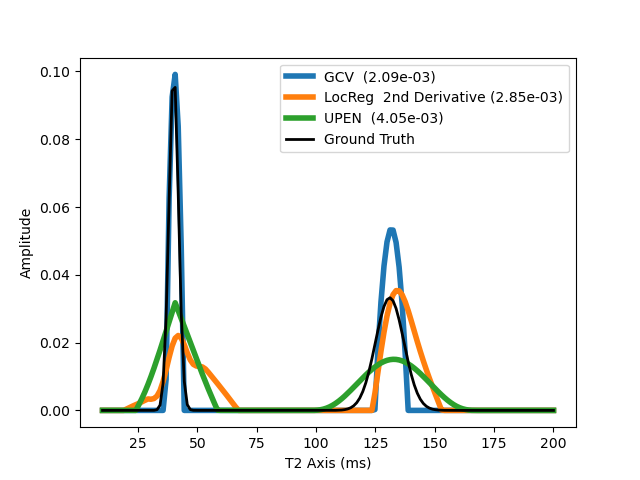 GCV (2.09e-03)
LocReg 2nd Derivative (2.85e-03)
UPEN (4.05e-03)
Ground Truth
0.10
0.08
0.06
0.04
0.02
0.00
Amplitude
25 50 75 100 125 150 175 200
T2 Axis (ms)